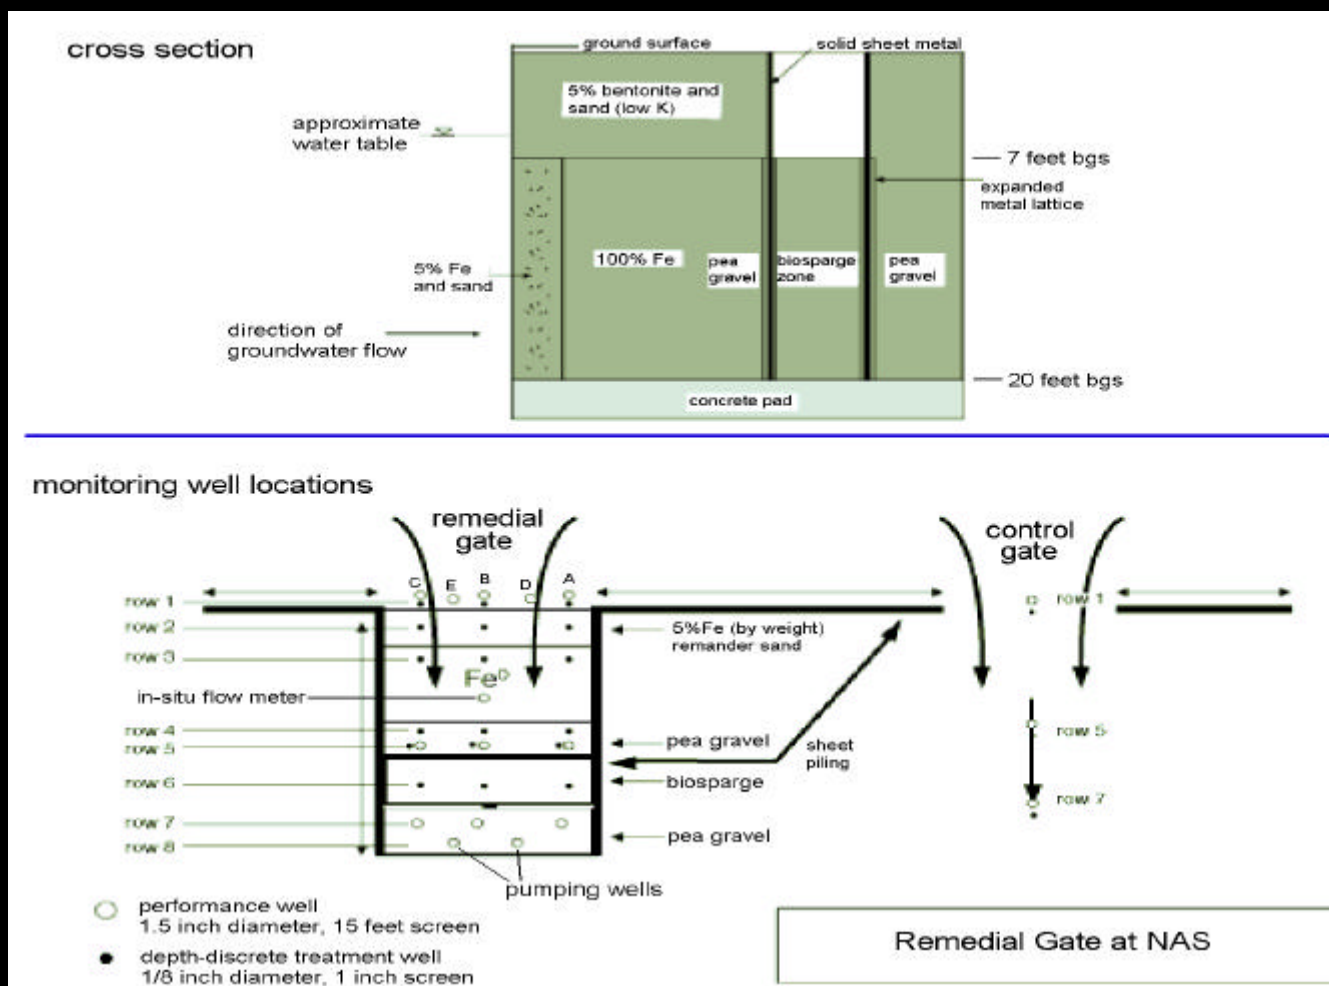 cross section
ground surface
solid sheet metal
5% bentonite and
sand (low K)
approximate
water table
7 feet bgs
expanded
metal lattice
5% Fe
and sand
100% Fe
pea
gravel
biosparge
zone
pea
gravel
direction of
groundwater flow
20 feet bgs
concrete pad
monitoring well locations
remedial
gate
control
gate
C
E
B
D
A
row 1
row 1
row 2
5%Fe (by weight)
remander sand
row 3
Fe⁰
in-situ flow meter
row 4
row 5
pea gravel
sheet
piling
row 5
row 6
biosparge
row 7
row 7
row 8
pea gravel
pumping wells
performance well
1.5 inch diameter, 15 feet screen
depth-discrete treatment well
1/8 inch diameter, 1 inch screen
Remedial Gate at NAS